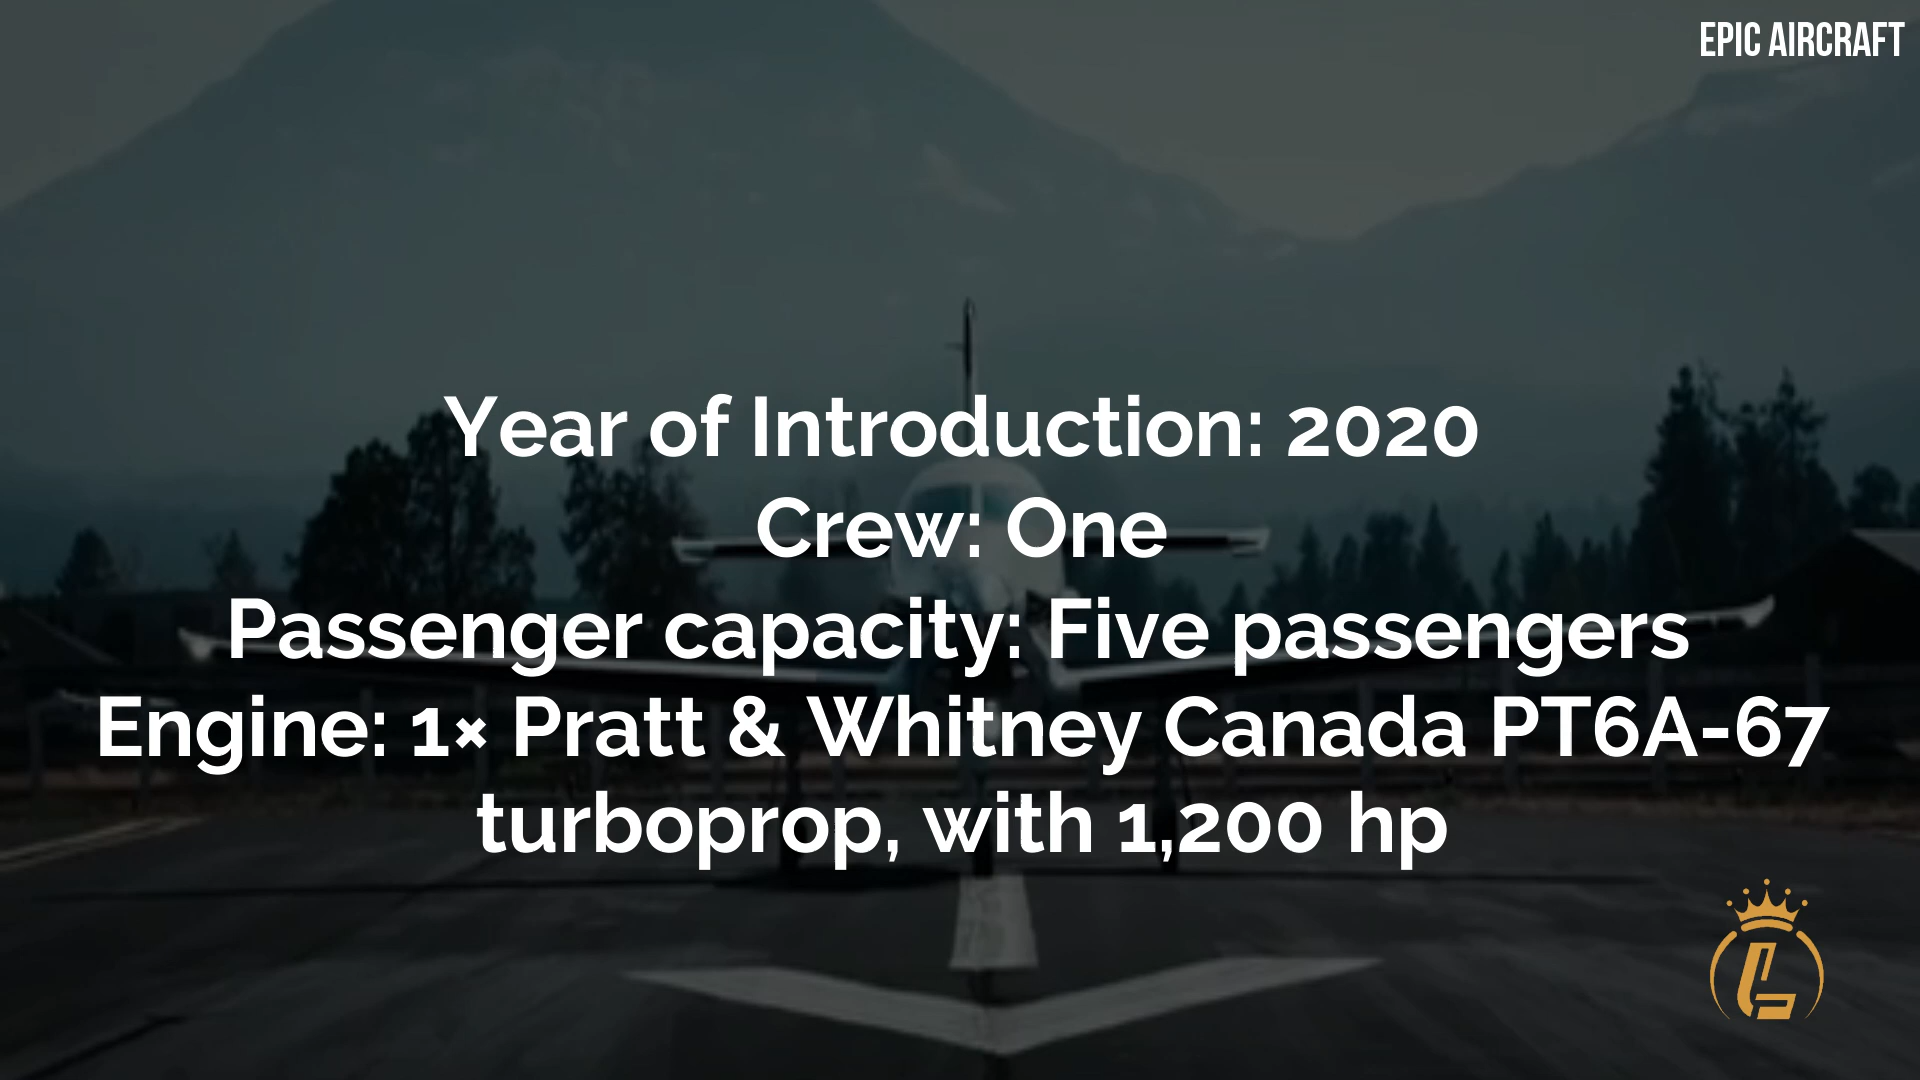 EPIC AIRCRAFT
Year of Introduction: 2020
Crew: One
Passenger capacity: Five passengers
Engine: 1× Pratt & Whitney Canada PT6A-67
turboprop, with 1,200 hp